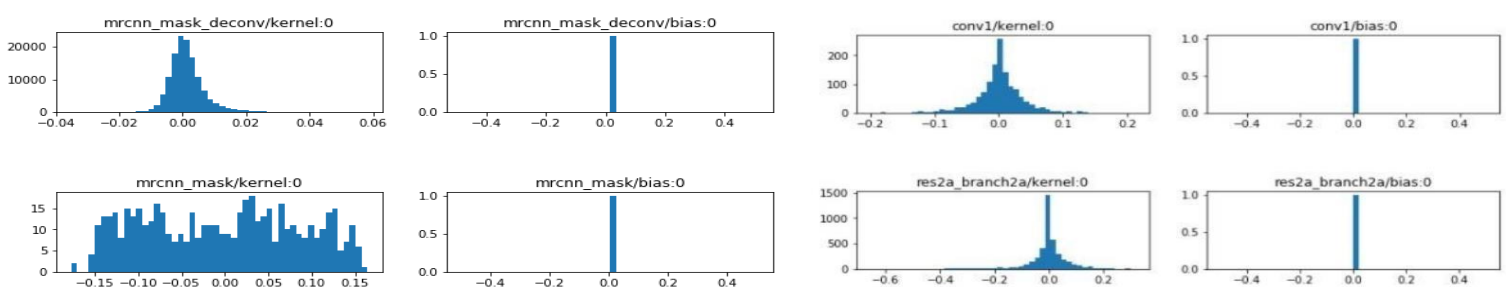 mrcnn_mask_deconv/kernel:0
20000
10000
0
−0.04 −0.02 0.00 0.02 0.04 0.06
mrcnn_mask_deconv/bias:0
1.0
0.5
0.0
−0.4 −0.2 0.0 0.2 0.4
conv1/kernel:0
200
100
0
−0.2 −0.1 0.0 0.1 0.2
conv1/bias:0
1.0
0.5
0.0
−0.4 −0.2 0.0 0.2 0.4
mrcnn_mask/kernel:0
15
10
5
0
−0.15 −0.10 −0.05 0.00 0.05 0.10 0.15
mrcnn_mask/bias:0
1.0
0.5
0.0
−0.4 −0.2 0.0 0.2 0.4
res2a_branch2a/kernel:0
1500
1000
500
0
−0.6 −0.4 −0.2 0.0 0.2
res2a_branch2a/bias:0
1.0
0.5
0.0
−0.4 −0.2 0.0 0.2 0.4